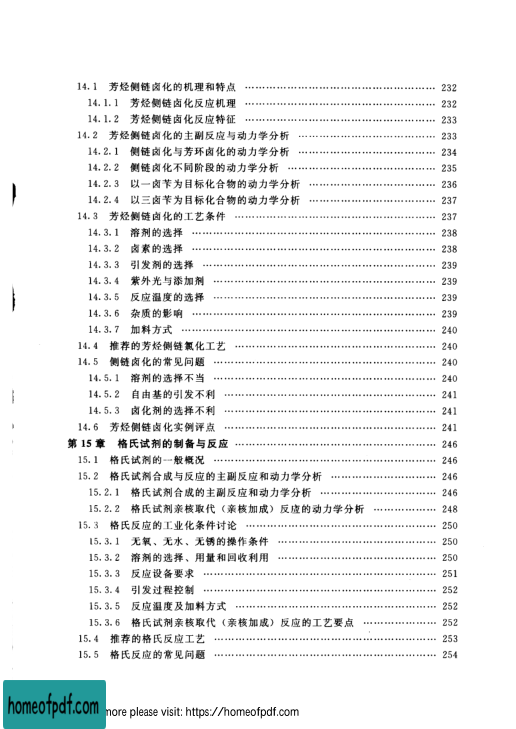 14.1 芳烃侧链卤化的机理和特点 …… 232
14.1.1 芳烃侧链卤化反应机理 …… 232
14.1.2 芳烃侧链卤化反应特征 …… 233
14.2 芳烃侧链卤化的主副反应与动力学分析 …… 233
14.2.1 侧链卤化与芳环卤化的动力学分析 …… 234
14.2.2 侧链卤化不同阶段的动力学分析 …… 235
14.2.3 以一卤苄为目标化合物的动力学分析 …… 236
14.2.4 以三卤苄为目标化合物的动力学分析 …… 237
14.3 芳烃侧链卤化的工艺条件 …… 237
14.3.1 溶剂的选择 …… 238
14.3.2 卤素的选择 …… 238
14.3.3 引发剂的选择 …… 239
14.3.4 紫外光与添加剂 …… 239
14.3.5 反应温度的选择 …… 239
14.3.6 杂质的影响 …… 239
14.3.7 加料方式 …… 240
14.4 推荐的芳烃侧链氯化工艺 …… 240
14.5 侧链卤化的常见问题 …… 240
14.5.1 溶剂的选择不当 …… 240
14.5.2 自由基的引发不利 …… 241
14.5.3 卤化剂的选择不利 …… 241
14.6 芳烃侧链卤化实例评点 …… 241
第15章 格氏试剂的制备与反应 …… 246
15.1 格氏试剂的一般概况 …… 246
15.2 格氏试剂合成与反应的主副反应和动力学分析 …… 246
15.2.1 格氏试剂合成的主副反应和动力学分析 …… 246
15.2.2 格氏试剂亲核取代（亲核加成）反应的动力学分析 …… 248
15.3 格氏反应的工业化条件讨论 …… 250
15.3.1 无氧、无水、无锈的操作条件 …… 250
15.3.2 溶剂的选择、用量和回收利用 …… 250
15.3.3 反应设备要求 …… 251
15.3.4 引发过程控制 …… 252
15.3.5 反应温度及加料方式 …… 252
15.3.6 格氏试剂亲核取代（亲核加成）反应的工艺要点 …… 252
15.4 推荐的格氏反应工艺 …… 253
15.5 格氏反应的常见问题 …… 254
homeofpdf.com more please visit: https://homeofpdf.com